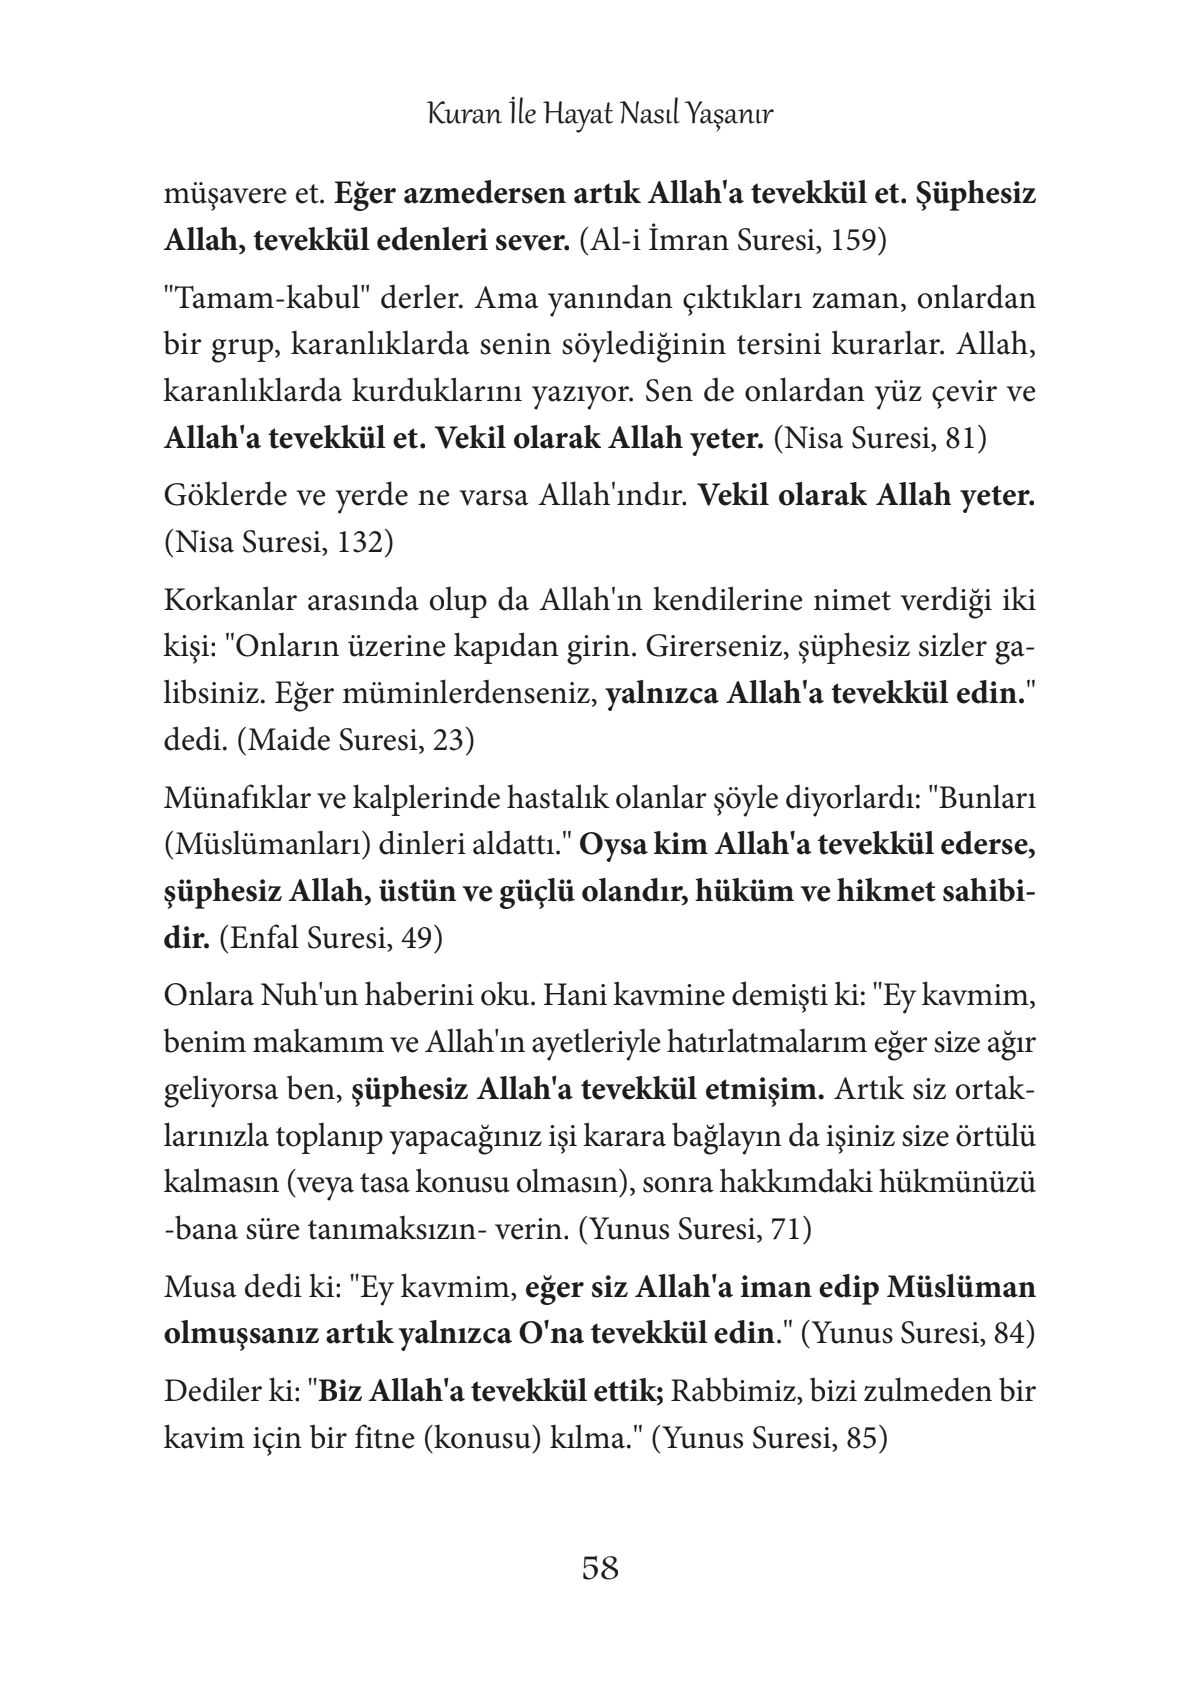 Kuran İle Hayat Nasıl Yaşanır
müşavere et. Eğer azmedersen artık Allah'a tevekkül et. Şüphesiz
Allah, tevekkül edenleri sever. (Al-i İmran Suresi, 159)
"Tamam-kabul" derler. Ama yanından çıktıkları zaman, onlardan
bir grup, karanlıklarda senin söylediğinin tersini kurarlar. Allah,
karanlıklarda kurduklarını yazıyor. Sen de onlardan yüz çevir ve
Allah'a tevekkül et. Vekil olarak Allah yeter. (Nisa Suresi, 81)
Göklerde ve yerde ne varsa Allah'ındır. Vekil olarak Allah yeter.
(Nisa Suresi, 132)
Korkanlar arasında olup da Allah'ın kendilerine nimet verdiği iki
kişi: "Onların üzerine kapıdan girin. Girerseniz, şüphesiz sizler ga-
libsiniz. Eğer müminlerdenseniz, yalnızca Allah'a tevekkül edin."
dedi. (Maide Suresi, 23)
Münafıklar ve kalplerinde hastalık olanlar şöyle diyorlardı: "Bunları
(Müslümanları) dinleri aldattı." Oysa kim Allah'a tevekkül ederse,
şüphesiz Allah, üstün ve güçlü olandır, hüküm ve hikmet sahibi-
dir. (Enfal Suresi, 49)
Onlara Nuh'un haberini oku. Hani kavmine demişti ki: "Ey kavmim,
benim makamım ve Allah'ın ayetleriyle hatırlatmalarım eğer size ağır
geliyorsa ben, şüphesiz Allah'a tevekkül etmişim. Artık siz ortak-
larınızla toplanıp yapacağınız işi karara bağlayın da işiniz size örtülü
kalmasın (veya tasa konusu olmasın), sonra hakkımdaki hükmünüzü
-bana süre tanımaksızın- verin. (Yunus Suresi, 71)
Musa dedi ki: "Ey kavmim, eğer siz Allah'a iman edip Müslüman
olmuşsanız artık yalnızca O'na tevekkül edin." (Yunus Suresi, 84)
Dediler ki: "Biz Allah'a tevekkül ettik; Rabbimiz, bizi zulmeden bir
kavim için bir fitne (konusu) kılma." (Yunus Suresi, 85)
58